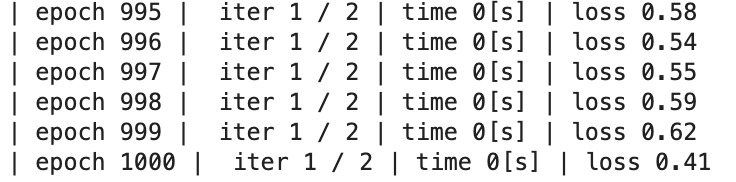 | epoch 995 |  iter 1 / 2 | time 0[s] | loss 0.58
| epoch 996 |  iter 1 / 2 | time 0[s] | loss 0.54
| epoch 997 |  iter 1 / 2 | time 0[s] | loss 0.55
| epoch 998 |  iter 1 / 2 | time 0[s] | loss 0.59
| epoch 999 |  iter 1 / 2 | time 0[s] | loss 0.62
| epoch 1000 |  iter 1 / 2 | time 0[s] | loss 0.41